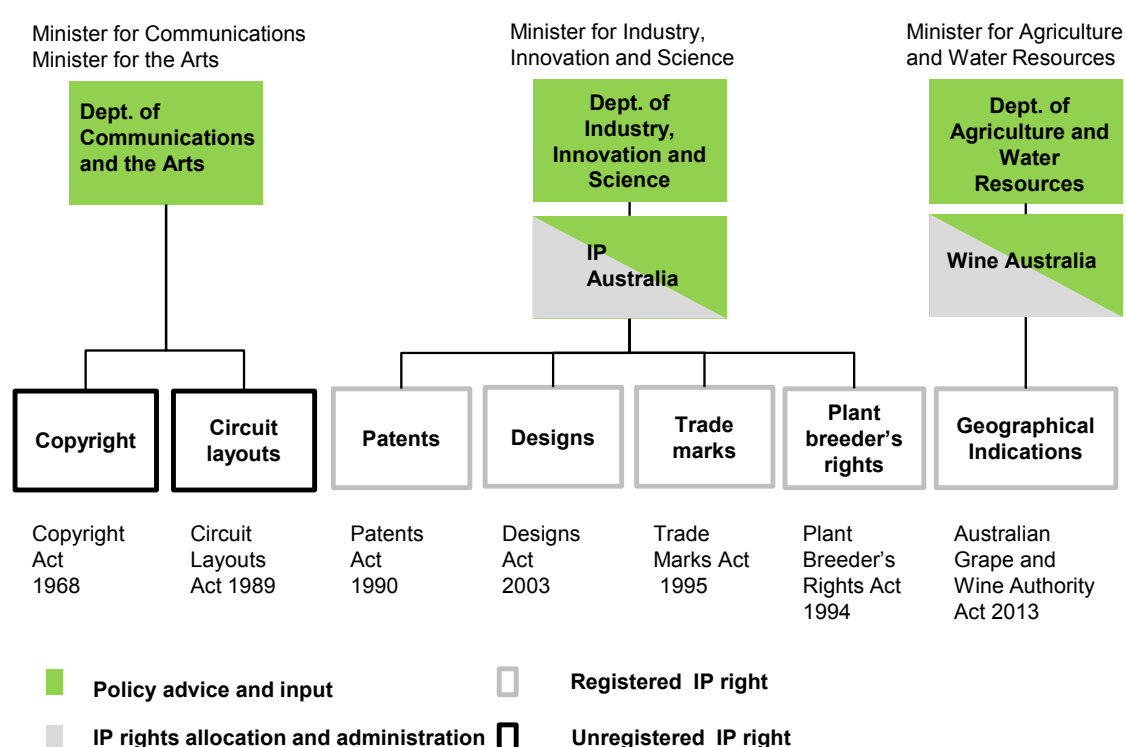 Minister for Communications
Minister for the Arts
Minister for Industry,
Innovation and Science
Minister for Agriculture
and Water Resources
Dept. of
Communications
and the Arts
Dept. of
Industry,
Innovation and
Science
Dept. of
Agriculture and
Water
Resources
IP
Australia
Wine Australia
Copyright
Circuit
layouts
Patents
Designs
Trade
marks
Plant
breeder's
rights
Geographical
Indications
Copyright
Act
1968
Circuit
Layouts
Act 1989
Patents
Act
1990
Designs
Act
2003
Trade
Marks Act
1995
Plant
Breeder's
Rights Act
1994
Australian
Grape and
Wine Authority
Act 2013
Policy advice and input
Registered IP right
IP rights allocation and administration
Unregistered IP right